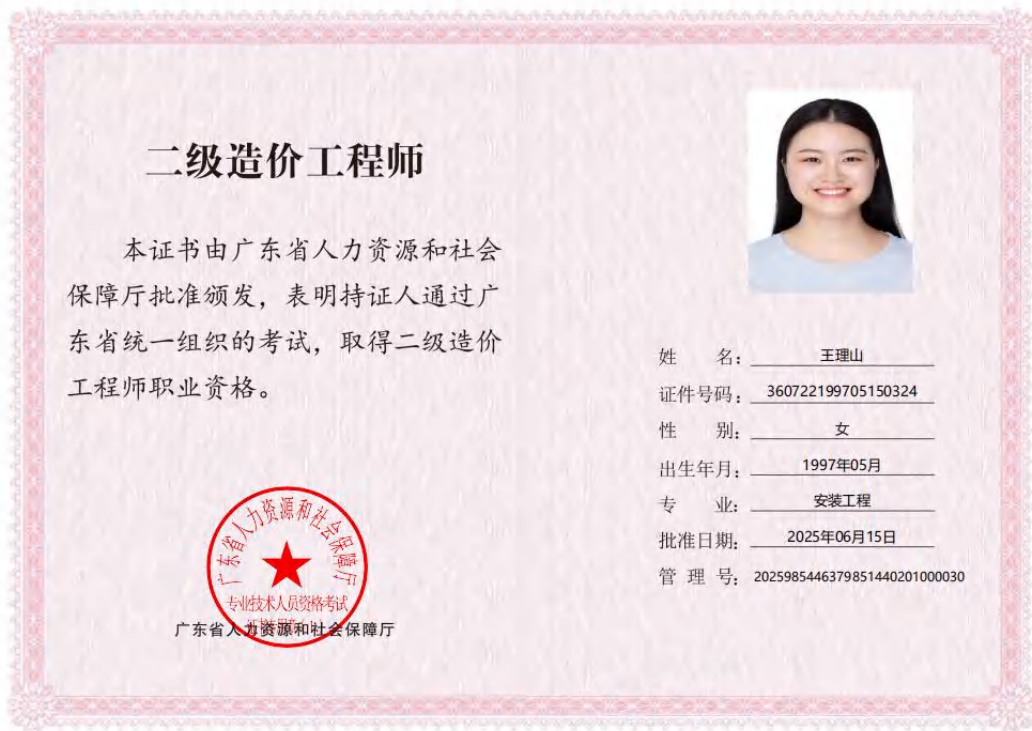 二级造价工程师
本证书由广东省人力资源和社会
保障厅批准颁发，表明持证人通过广
东省统一组织的考试，取得二级造价
工程师职业资格。
广东省人力资源和社会保障厅
专业技术人员资格考试
广东省人力资源和社会保障厅
姓 名：王理山
证件号码：360722199705150324
性 别：女
出生年月：1997年05月
专 业：安装工程
批准日期：2025年06月15日
管 理 号：2025985446379851440201000030